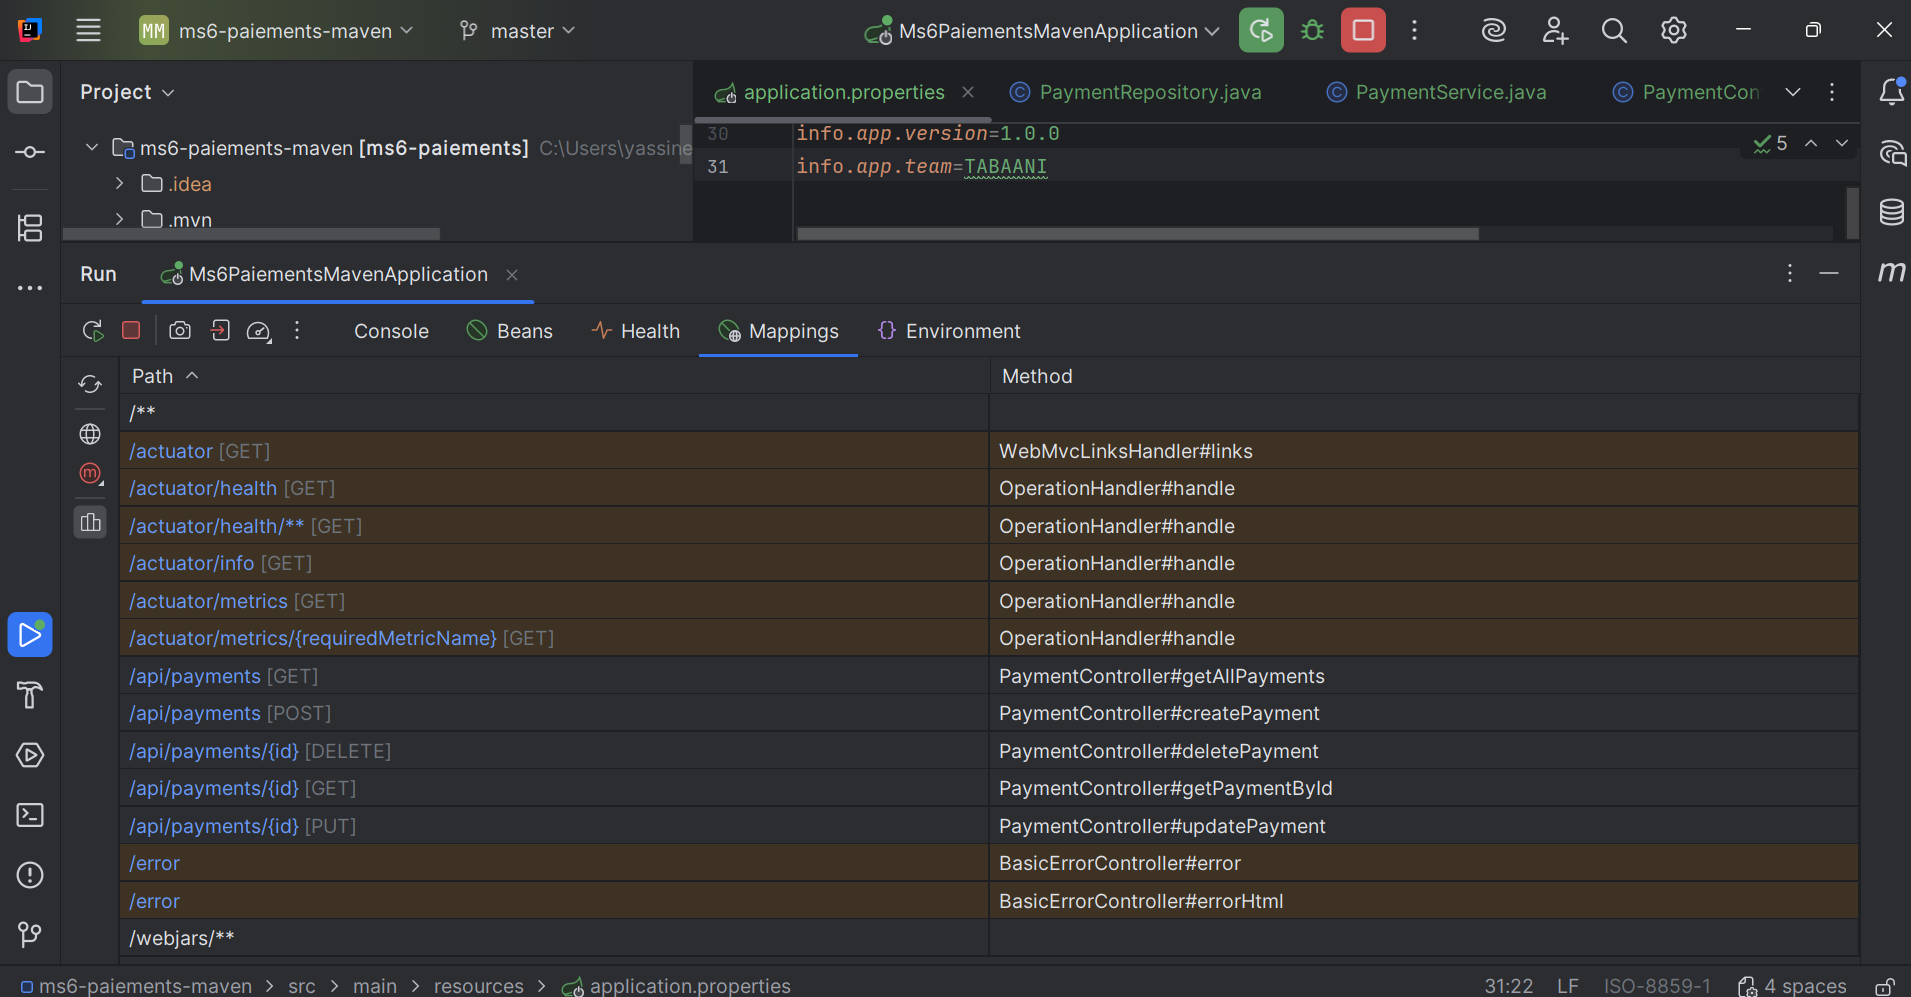 MM ms6-paiements-maven master Ms6PaiementsMavenApplication
Project
application.properties PaymentRepository.java PaymentService.java PaymentCon
ms6-paiements-maven [ms6-paiements] C:\Users\yassine
.idea
.mvn
30 info.app.version=1.0.0
31 info.app.team=TABAANI
5
Run Ms6PaiementsMavenApplication
Console Beans Health Mappings Environment
Path Method
/**
/actuator [GET] WebMvcLinksHandler#links
/actuator/health [GET] OperationHandler#handle
/actuator/health/** [GET] OperationHandler#handle
/actuator/info [GET] OperationHandler#handle
/actuator/metrics [GET] OperationHandler#handle
/actuator/metrics/{requiredMetricName} [GET] OperationHandler#handle
/api/payments [GET] PaymentController#getAllPayments
/api/payments [POST] PaymentController#createPayment
/api/payments/{id} [DELETE] PaymentController#deletePayment
/api/payments/{id} [GET] PaymentController#getPaymentById
/api/payments/{id} [PUT] PaymentController#updatePayment
/error BasicErrorController#error
/error BasicErrorController#errorHtml
/webjars/**
ms6-paiements-maven > src > main > resources > application.properties 31:22 LF ISO-8859-1 4 spaces